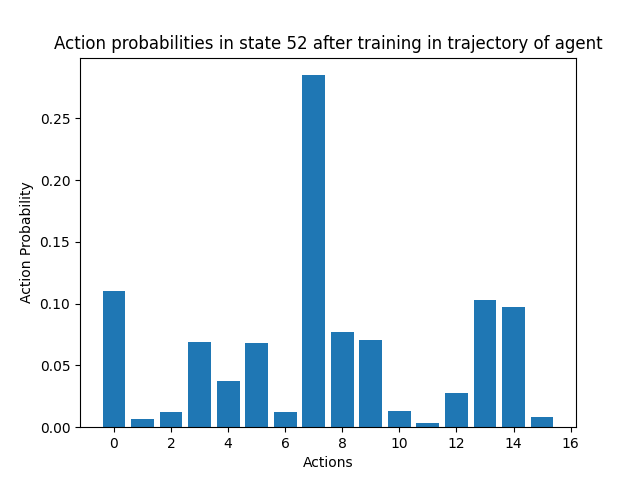 Action probabilities in state 52 after training in trajectory of agent
0.25
0.20
0.15
0.10
0.05
0.00
Action Probability
0 2 4 6 8 10 12 14 16
Actions